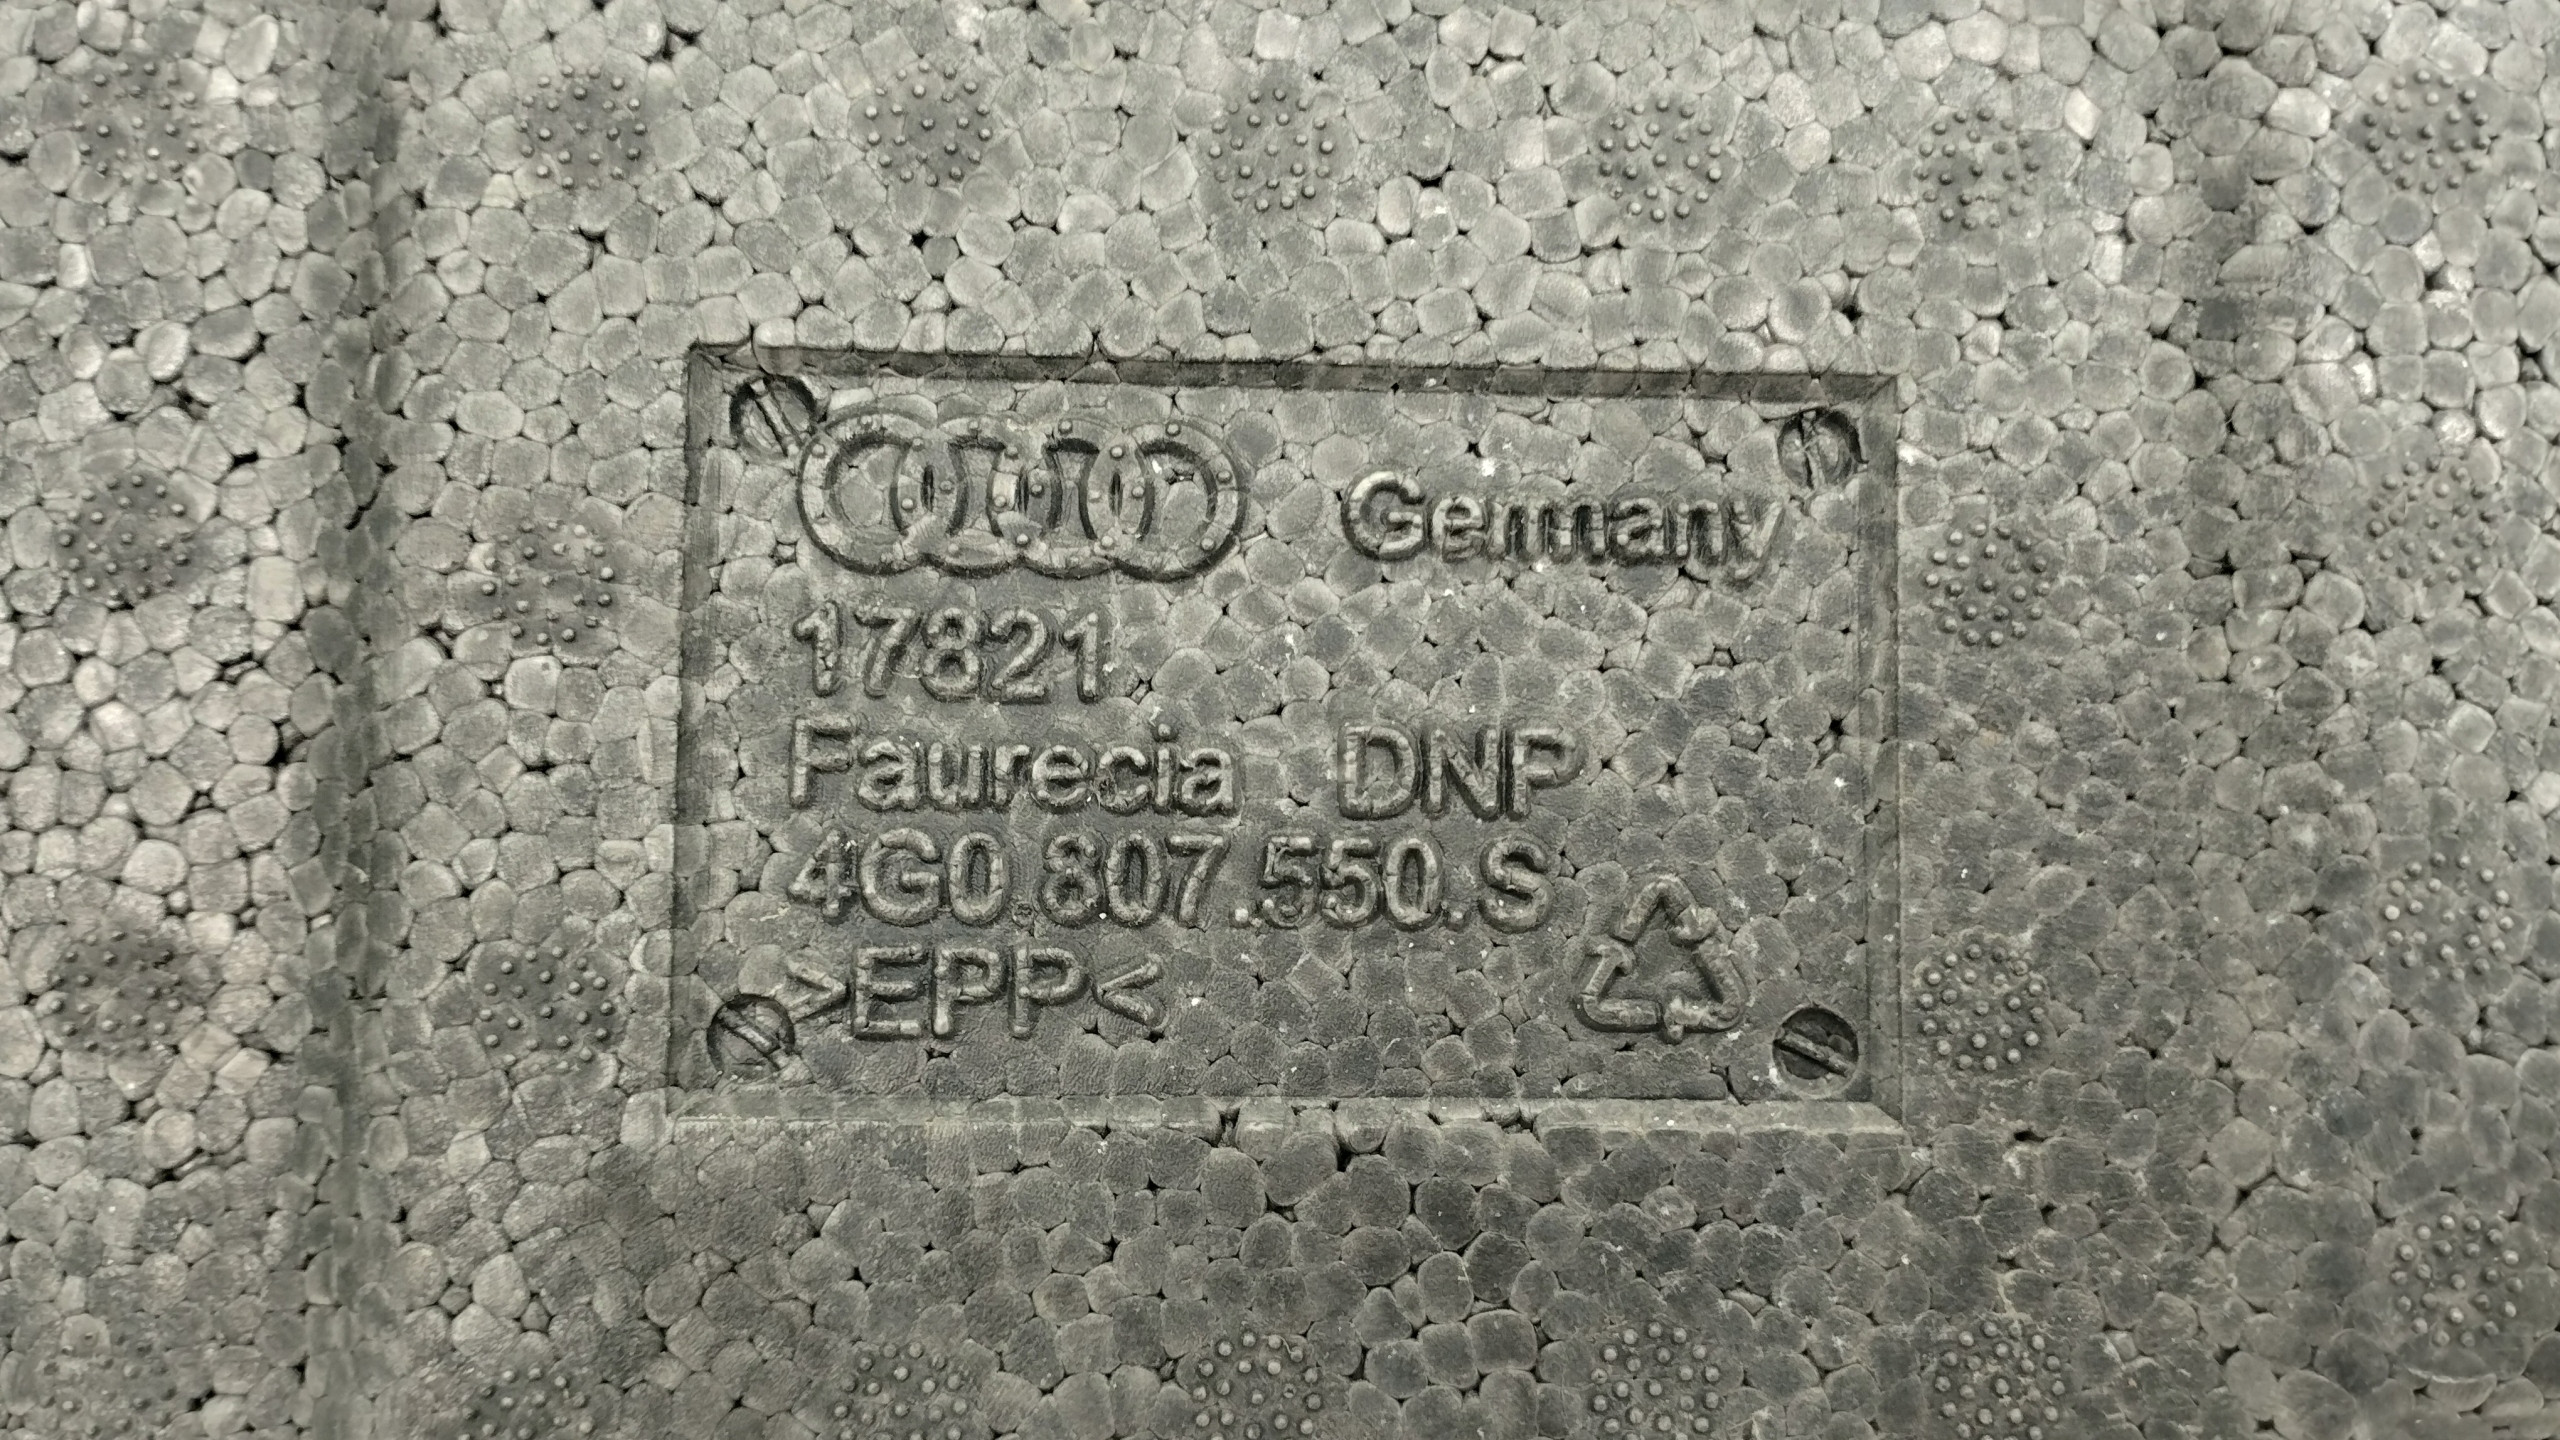 Germany
17821
Faurecia DNP
4G0.807.550.S
>EPP<